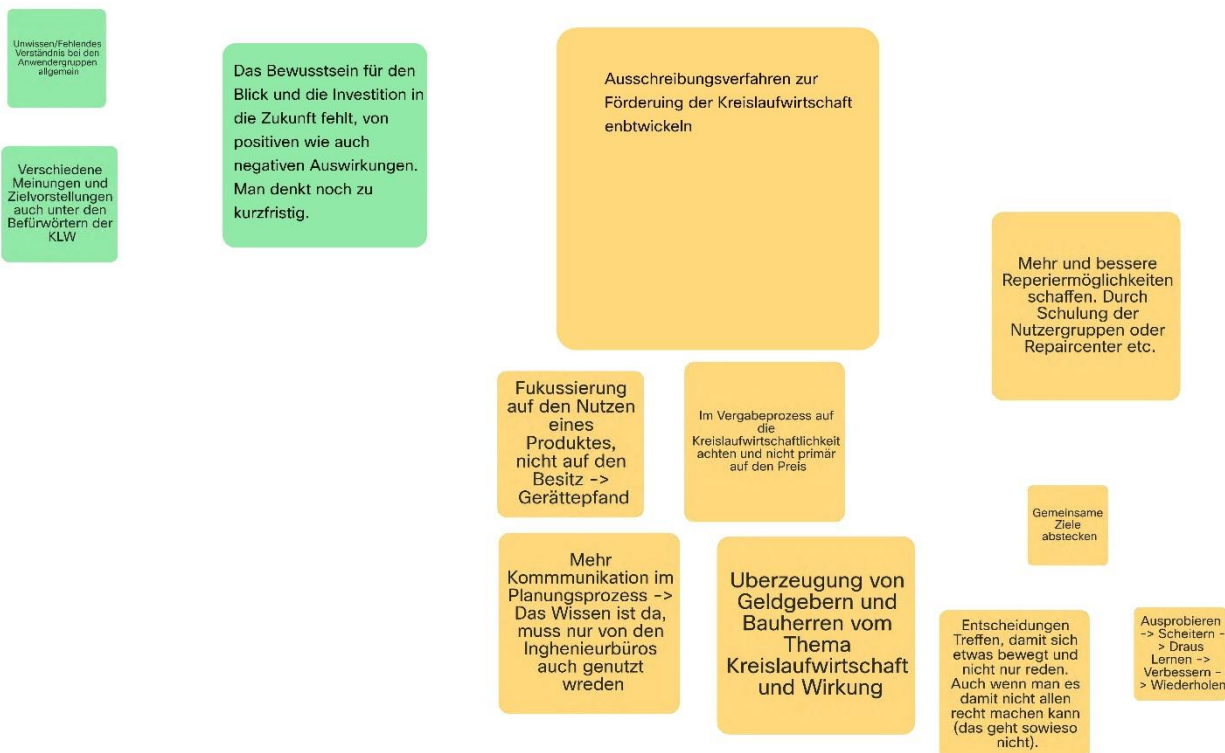 Unwissen/Fehlendes
Verständnis bei den
Anwendergruppen
allgemein
Verschiedene
Meinungen und
Zielvorstellungen
auch unter den
Befürwörtern der
KLW
Das Bewusstsein für den
Blick und die Investition in
die Zukunft fehlt, von
positiven wie auch
negativen Auswirkungen.
Man denkt noch zu
kurzfristig.
Ausschreibungsverfahren zur
Förderung der Kreislaufwirtschaft
enbtwickeln
Mehr und bessere
Reperiermöglichkeiten
schaffen. Durch
Schulung der
Nutzergruppen oder
Repaircenter etc.
Fukussierung
auf den Nutzen
eines
Produktes,
nicht auf den
Besitz ->
Gerättepfand
Im Vergabeprozess auf
die
Kreislaufwirtschaftlichkeit
achten und nicht primär
auf den Preis
Gemeinsame
Ziele
abstecken
Mehr
Kommmunikation im
Planungsprozess ->
Das Wissen ist da,
muss nur von den
Inghenieurbüros
auch genutzt
wreden
Uberzeugung von
Geldgebern und
Bauherren vom
Thema
Kreislaufwirtschaft
und Wirkung
Entscheidungen
Treffen, damit sich
etwas bewegt und
nicht nur reden.
Auch wenn man es
damit nicht allen
recht machen kann
(das geht sowieso
nicht).
Ausprobieren
-> Scheitern -
> Draus
Lernen ->
Verbessern -
> Wiederholen